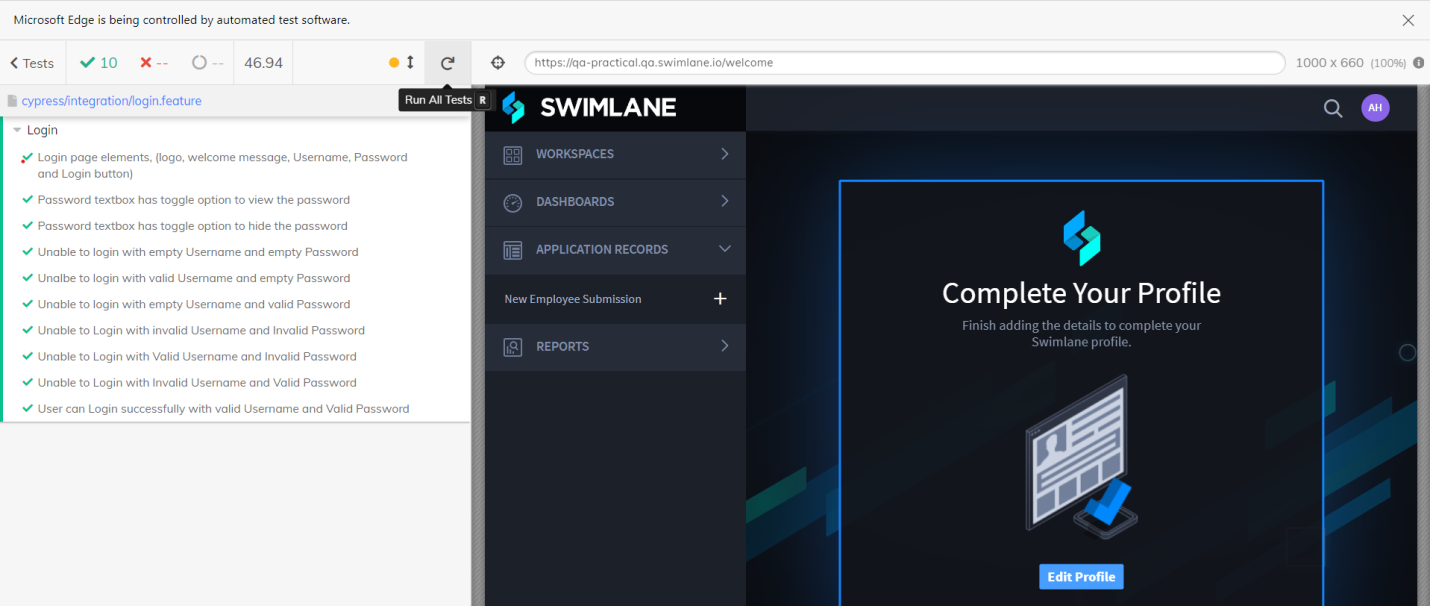 Microsoft Edge is being controlled by automated test software.
Tests
10
--
--
46.94
https://qa-practical.qa.swimlane.io/welcome
1000 x 660 (100%)
cypress/integration/login.feature
Run All Tests R
SWIMLANE
AH
Login
Login page elements, (logo, welcome message, Username, Password
and Login button)
Password textbox has toggle option to view the password
Password textbox has toggle option to hide the password
Unable to login with empty Username and empty Password
Unalbe to login with valid Username and empty Password
Unable to login with empty Username and valid Password
Unable to Login with invalid Username and Invalid Password
Unable to Login with Valid Username and Invalid Password
Unable to Login with Invalid Username and Valid Password
User can Login successfully with valid Username and Valid Password
WORKSPACES
DASHBOARDS
APPLICATION RECORDS
New Employee Submission
REPORTS
Complete Your Profile
Finish adding the details to complete your
Swimlane profile.
Edit Profile